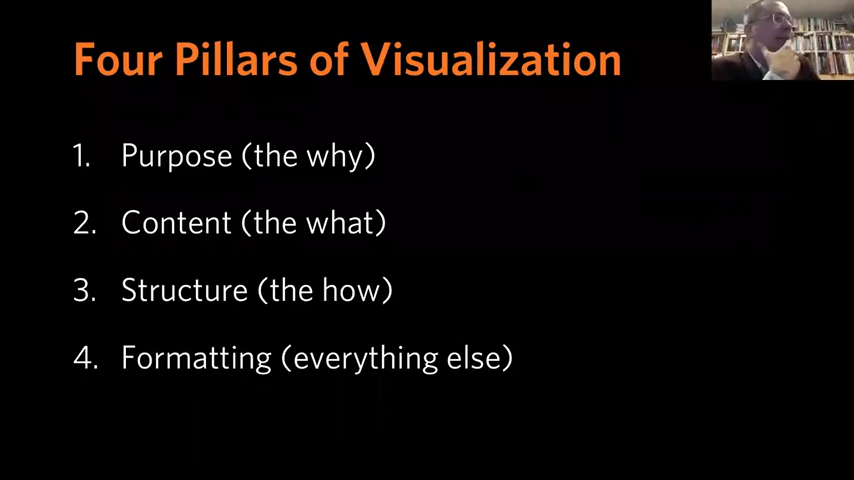 Four Pillars of Visualization
1. Purpose (the why)
2. Content (the what)
3. Structure (the how)
4. Formatting (everything else)